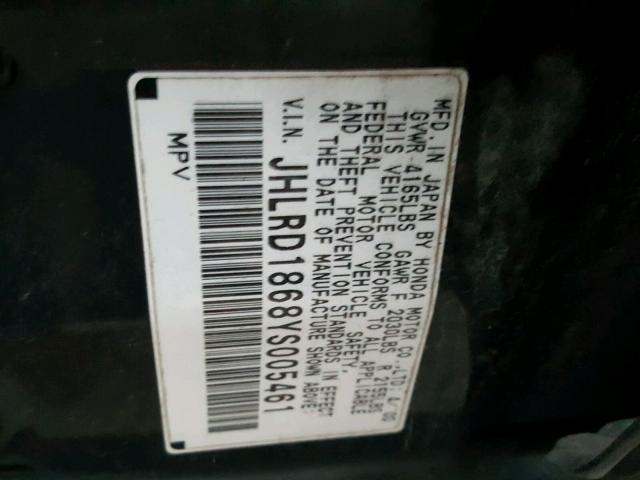 MFD. IN JAPAN BY HONDA MOTOR CO., LTD. 4/00
GVWR 4165LBS GAWR F 2030LBS R 2155LBS
THIS VEHICLE CONFORMS TO ALL APPLICABLE
FEDERAL MOTOR VEHICLE SAFETY,
AND THEFT PREVENTION STANDARDS IN EFFECT
ON THE DATE OF MANUFACTURE SHOWN ABOVE.
V.I.N. JHLRD1868YS005461
MPV